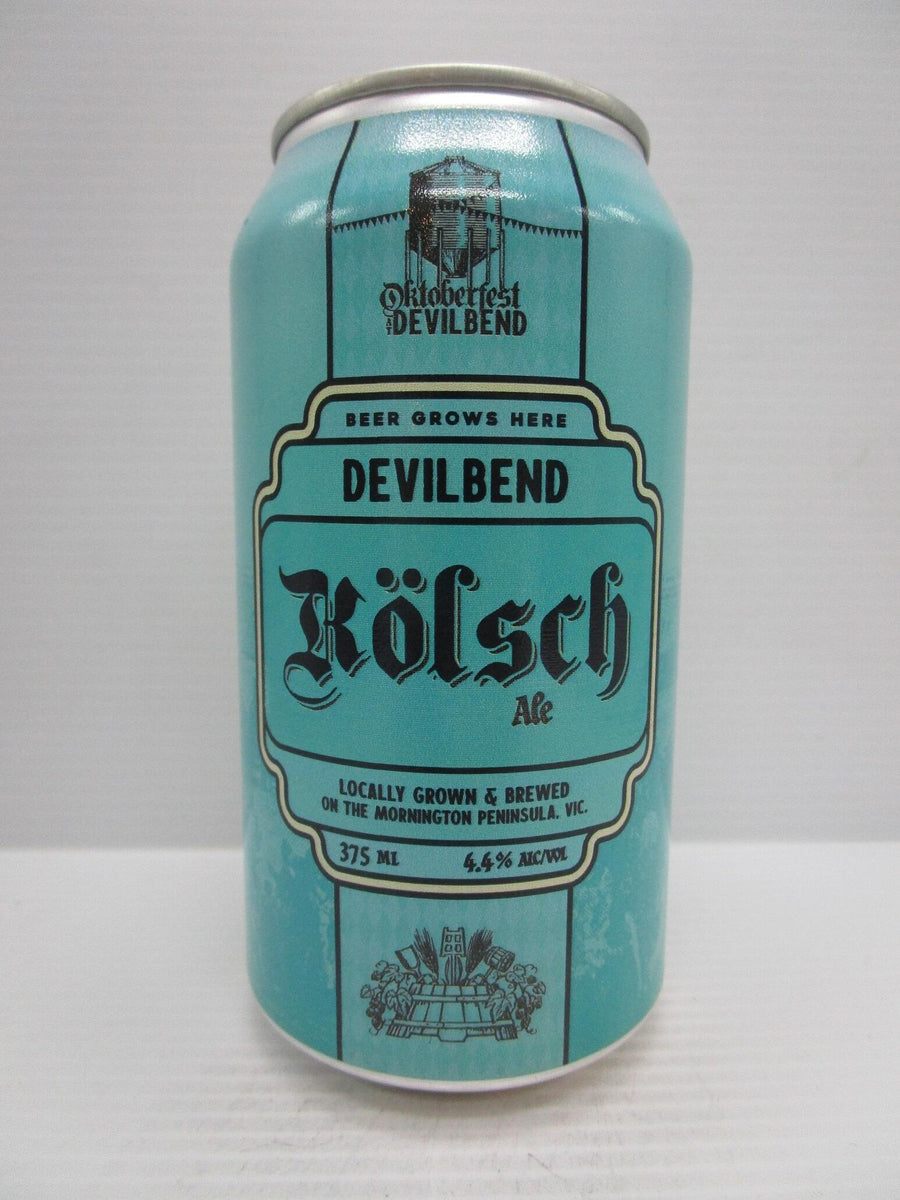 Oktoberfest
AT DEVILBEND
BEER GROWS HERE
DEVILBEND
Kölsch
Ale
LOCALLY GROWN & BREWED
ON THE MORNINGTON PENINSULA. VIC.
375 ML 4.4% ALC/VOL